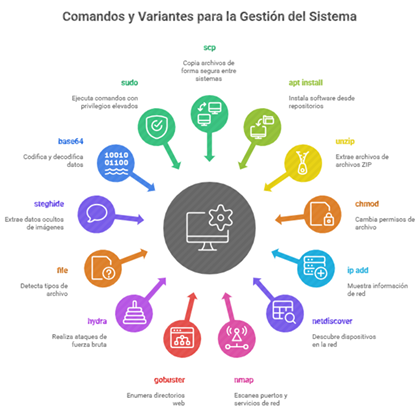 Comandos y Variantes para la Gestión del Sistema
scp
Copia archivos de
forma segura entre
sistemas
sudo
Ejecuta comandos con
privilegios elevados
apt install
Instala software desde
repositorios
base64
Codifica y decodifica
datos
10010
01100
unzip
Extrae archivos de
archivos ZIP
steghide
Extrae datos ocultos
de imágenes
chmod
Cambia permisos de
archivo
file
Detecta tipos de
archivo
ip add
Muestra información
de red
hydra
Realiza ataques de
fuerza bruta
netdiscover
Descubre dispositivos
en la red
gobuster
Enumera directorios
web
nmap
Escanea puertos y
servicios de red